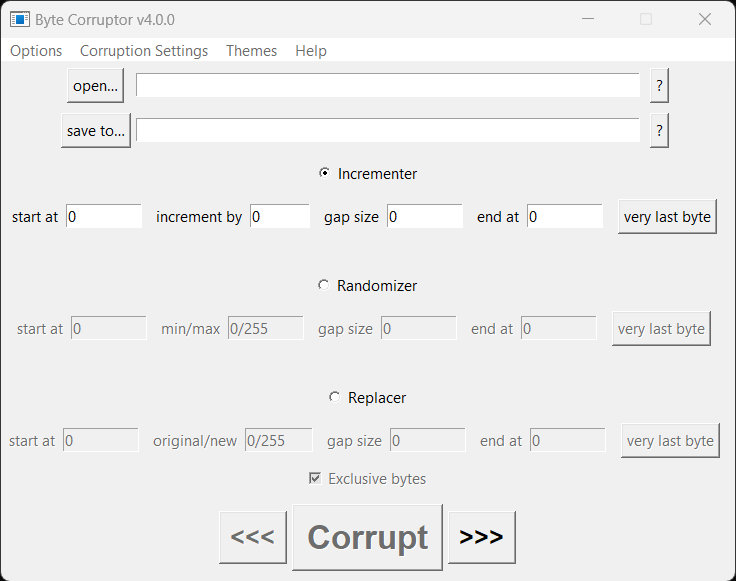 Byte Corruptor v4.0.0
Options Corruption Settings Themes Help
open... ?
save to... ?
Incrementer
start at 0 increment by 0 gap size 0 end at 0 very last byte
Randomizer
start at 0 min/max 0/255 gap size 0 end at 0 very last byte
Replacer
start at 0 original/new 0/255 gap size 0 end at 0 very last byte
Exclusive bytes
<<< Corrupt >>>